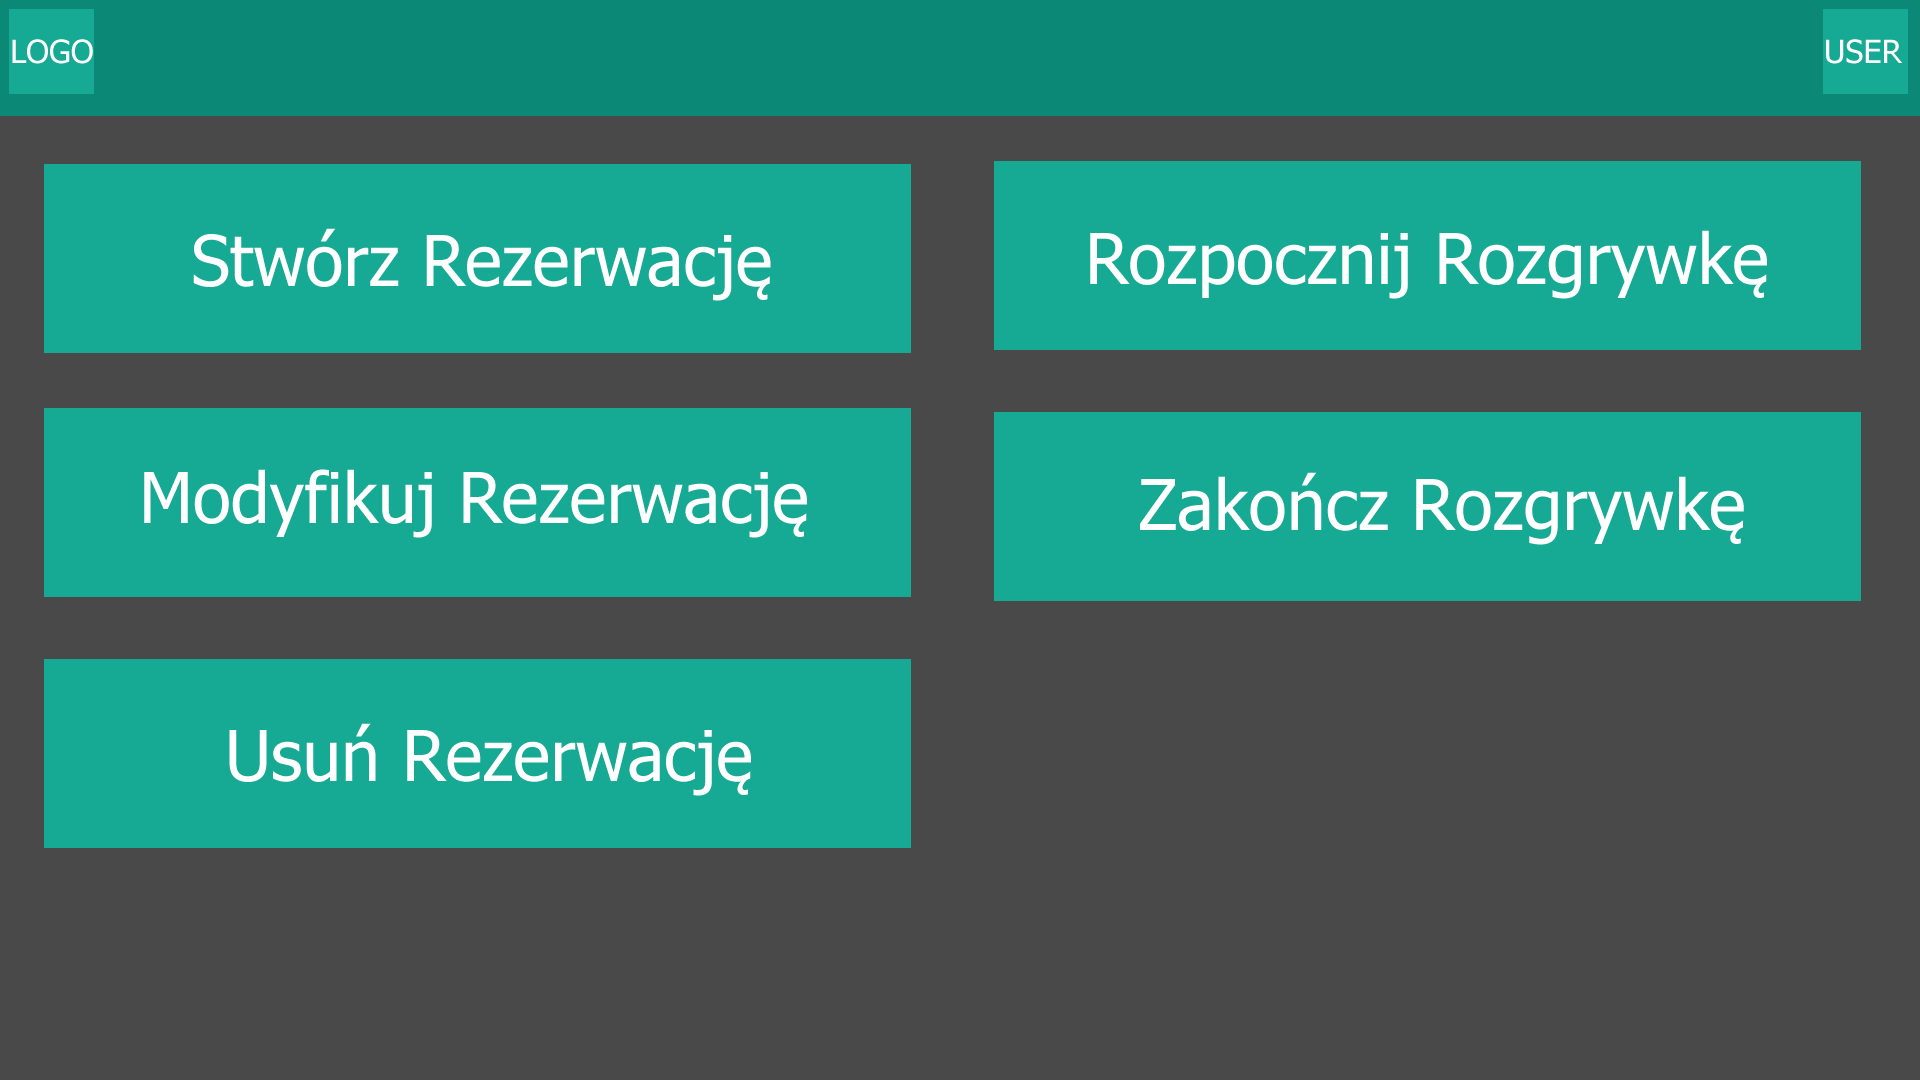 LOGO
USER
Stwórz Rezerwację
Rozpocznij Rozgrywkę
Modyfikuj Rezerwację
Zakończ Rozgrywkę
Usuń Rezerwację